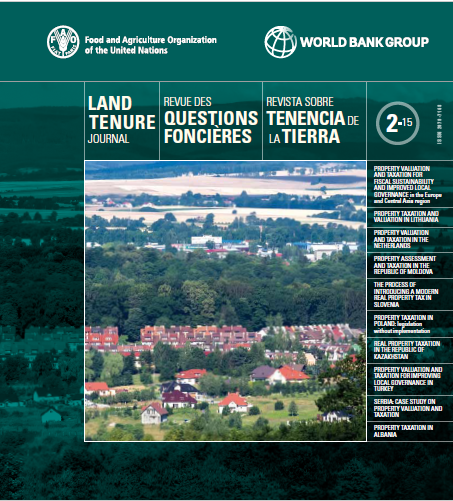 Food and Agriculture Organization
of the United Nations
WORLD BANK GROUP
LAND
TENURE
JOURNAL
REVUE DES
QUESTIONS
FONCIÈRES
REVISTA SOBRE
TENENCIA DE
LA TIERRA
2-15
PROPERTY VALUATION
AND TAXATION FOR
FISCAL SUSTAINABILITY
AND IMPROVED LOCAL
GOVERNANCE in the Europe
and Central Asia region
PROPERTY TAXATION AND
VALUATION IN LITHUANIA
PROPERTY VALUATION
AND TAXATION IN THE
NETHERLANDS
PROPERTY ASSESSMENT
AND TAXATION IN THE
REPUBLIC OF MOLDOVA
THE PROCESS OF
INTRODUCING A MODERN
REAL PROPERTY TAX IN
SLOVENIA
PROPERTY TAXATION IN
POLAND: legislation
without implementation
REAL PROPERTY TAXATION
IN THE REPUBLIC OF
KAZAKHSTAN
PROPERTY VALUATION AND
TAXATION FOR IMPROVING
LOCAL GOVERNANCE IN
TURKEY
SERBIA: CASE STUDY ON
PROPERTY VALUATION AND
TAXATION
PROPERTY TAXATION IN
ALBANIA